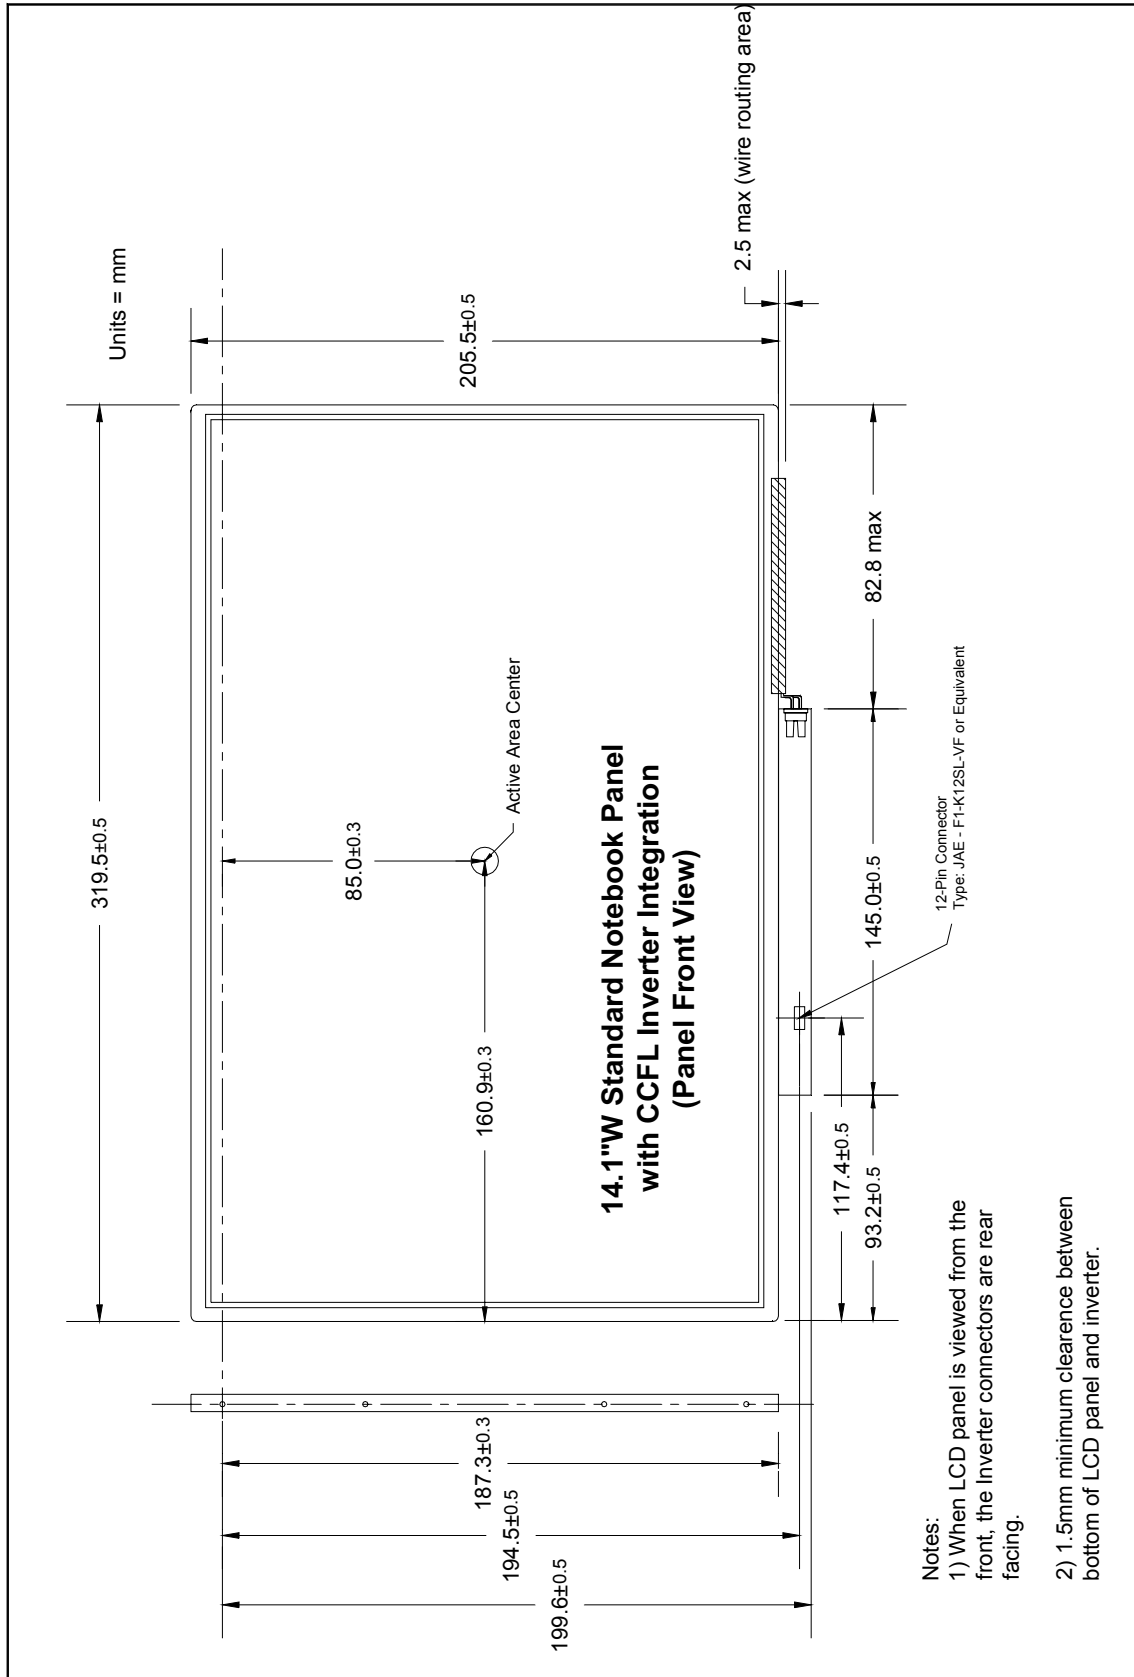 Units = mm
319.5±0.5
205.5±0.5
2.5 max (wire routing area)
85.0±0.3
Active Area Center
160.9±0.3
82.8 max
14.1"W Standard Notebook Panel
with CCFL Inverter Integration
(Panel Front View)
12-Pin Connector
Type: JAE - F1-K12SL-VF or Equivalent
145.0±0.5
117.4±0.5
93.2±0.5
187.3±0.3
194.5±0.5
199.6±0.5
Notes:
1) When LCD panel is viewed from the
front, the Inverter connectors are rear
facing.
2) 1.5mm minimum clearence between
bottom of LCD panel and inverter.